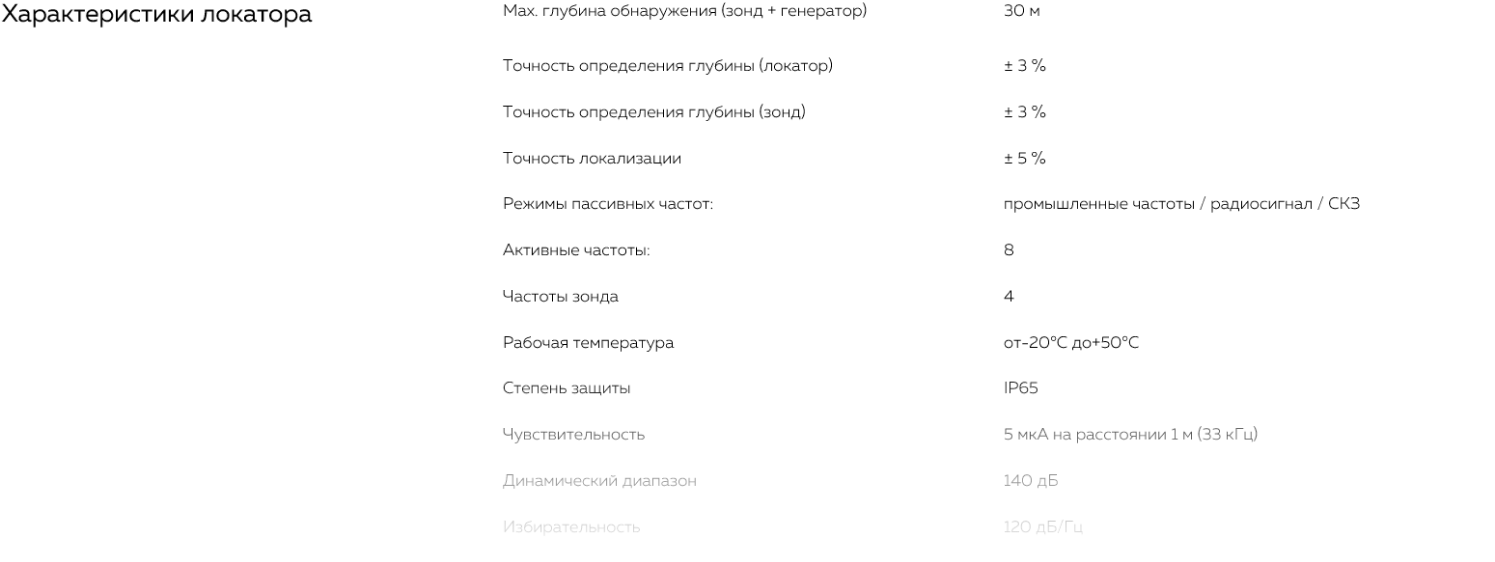 Характеристики локатора
Мах. глубина обнаружения (зонд + генератор) 30 м
Точность определения глубины (локатор) ± 3 %
Точность определения глубины (зонд) ± 3 %
Точность локализации ± 5 %
Режимы пассивных частот: промышленные частоты / радиосигнал / СКЗ
Активные частоты: 8
Частоты зонда 4
Рабочая температура от-20°С до+50°С
Степень защиты IP65
Чувствительность 5 мкА на расстоянии 1 м (33 кГц)
Динамический диапазон 140 дБ
Избирательность 120 дБ/Гц